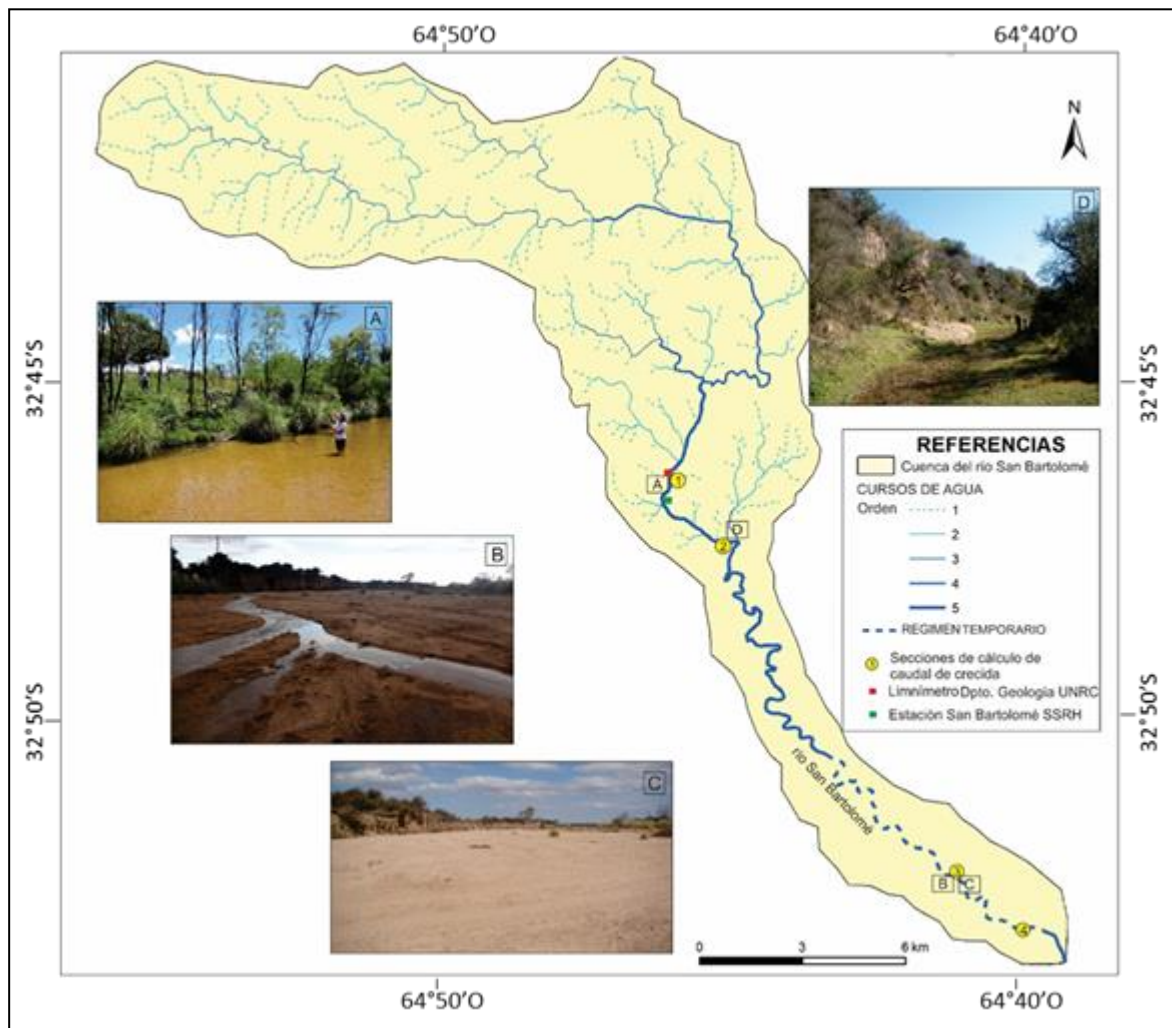 64°50'O
64°40'O
N
D
A
32°45'S
32°45'S
REFERENCIAS
Cuenca del río San Bartolomé
CURSOS DE AGUA
Orden
1
2
3
4
5
REGIMEN TEMPORARIO
1
Secciones de cálculo de
caudal de crecida
Limnímetro Dpto. Geología UNRC
Estación San Bartolomé SSRH
A
1
D
2
B
32°50'S
32°50'S
río San Bartolomé
C
3
B
C
4
0
3
6 km
64°50'O
64°40'O